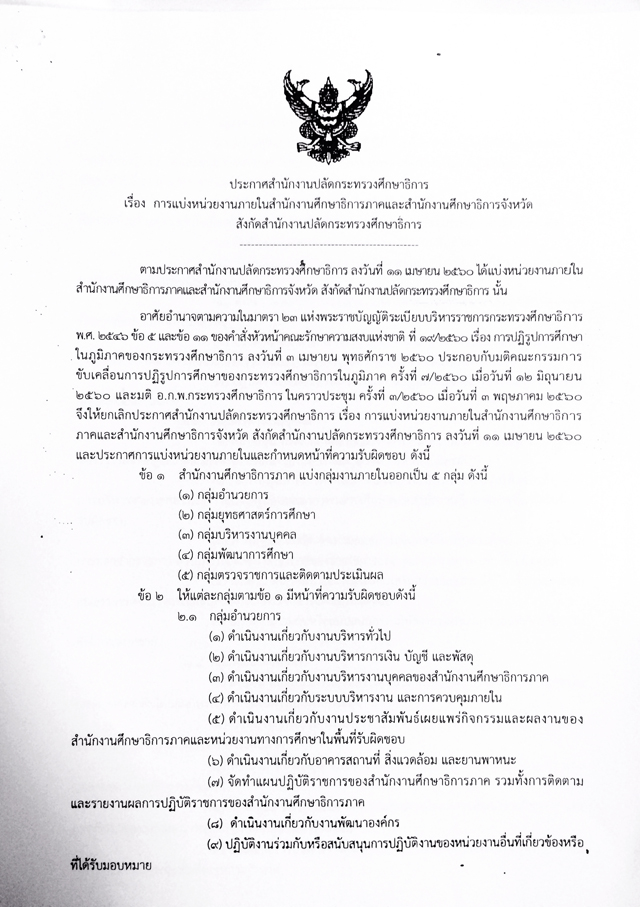 ประกาศสำนักงานปลัดกระทรวงศึกษาธิการ
เรื่อง การแบ่งหน่วยงานภายในสำนักงานศึกษาธิการภาคและสำนักงานศึกษาธิการจังหวัด
สังกัดสำนักงานปลัดกระทรวงศึกษาธิการ
ตามประกาศสำนักงานปลัดกระทรวงศึกษาธิการ ลงวันที่ ๑๑ เมษายน ๒๕๖๐ ได้แบ่งหน่วยงานภายใน
สำนักงานศึกษาธิการภาคและสำนักงานศึกษาธิการจังหวัด สังกัดสำนักงานปลัดกระทรวงศึกษาธิการ นั้น
อาศัยอำนาจตามความในมาตรา ๒๓ แห่งพระราชบัญญัติระเบียบบริหารราชการกระทรวงศึกษาธิการ
พ.ศ. ๒๕๔๖ ข้อ ๕ และข้อ ๑๑ ของคำสั่งหัวหน้าคณะรักษาความสงบแห่งชาติ ที่ ๑๙/๒๕๖๐ เรื่อง การปฏิรูปการศึกษา
ในภูมิภาคของกระทรวงศึกษาธิการ ลงวันที่ ๓ เมษายน พุทธศักราช ๒๕๖๐ ประกอบกับมติคณะกรรมการ
ขับเคลื่อนการปฏิรูปการศึกษาของกระทรวงศึกษาธิการในภูมิภาค ครั้งที่ ๗/๒๕๖๐ เมื่อวันที่ ๑๒ มิถุนายน
๒๕๖๐ และมติ อ.ก.พ.กระทรวงศึกษาธิการ ในคราวประชุม ครั้งที่ ๓/๒๕๖๐ เมื่อวันที่ ๓ พฤษภาคม ๒๕๖๐
จึงให้ยกเลิกประกาศสำนักงานปลัดกระทรวงศึกษาธิการ เรื่อง การแบ่งหน่วยงานภายในสำนักงานศึกษาธิการ
ภาคและสำนักงานศึกษาธิการจังหวัด สังกัดสำนักงานปลัดกระทรวงศึกษาธิการ ลงวันที่ ๑๑ เมษายน ๒๕๖๐
และประกาศการแบ่งหน่วยงานภายในและกำหนดหน้าที่ความรับผิดชอบ ดังนี้
ข้อ ๑ สำนักงานศึกษาธิการภาค แบ่งกลุ่มงานภายในออกเป็น ๕ กลุ่ม ดังนี้
(๑) กลุ่มอำนวยการ
(๒) กลุ่มยุทธศาสตร์การศึกษา
(๓) กลุ่มบริหารงานบุคคล
(๔) กลุ่มพัฒนาการศึกษา
(๕) กลุ่มตรวจราชการและติดตามประเมินผล
ข้อ ๒ ให้แต่ละกลุ่มตามข้อ ๑ มีหน้าที่ความรับผิดชอบดังนี้
๒.๑ กลุ่มอำนวยการ
(๑) ดำเนินงานเกี่ยวกับงานบริหารทั่วไป
(๒) ดำเนินงานเกี่ยวกับงานบริหารการเงิน บัญชี และพัสดุ
(๓) ดำเนินงานเกี่ยวกับงานบริหารงานบุคคลของสำนักงานศึกษาธิการภาค
(๔) ดำเนินงานเกี่ยวกับระบบบริหารงาน และการควบคุมภายใน
(๕) ดำเนินงานเกี่ยวกับงานประชาสัมพันธ์เผยแพร่กิจกรรมและผลงานของ
สำนักงานศึกษาธิการภาคและหน่วยงานทางการศึกษาในพื้นที่รับผิดชอบ
(๖) ดำเนินงานเกี่ยวกับอาคารสถานที่ สิ่งแวดล้อม และยานพาหนะ
(๗) จัดทำแผนปฏิบัติราชการของสำนักงานศึกษาธิการภาค รวมทั้งการติดตาม
และรายงานผลการปฏิบัติราชการของสำนักงานศึกษาธิการภาค
(๘) ดำเนินงานเกี่ยวกับงานพัฒนาองค์กร
(๙) ปฏิบัติงานร่วมกับหรือสนับสนุนการปฏิบัติงานของหน่วยงานอื่นที่เกี่ยวข้องหรือ
ที่ได้รับมอบหมาย